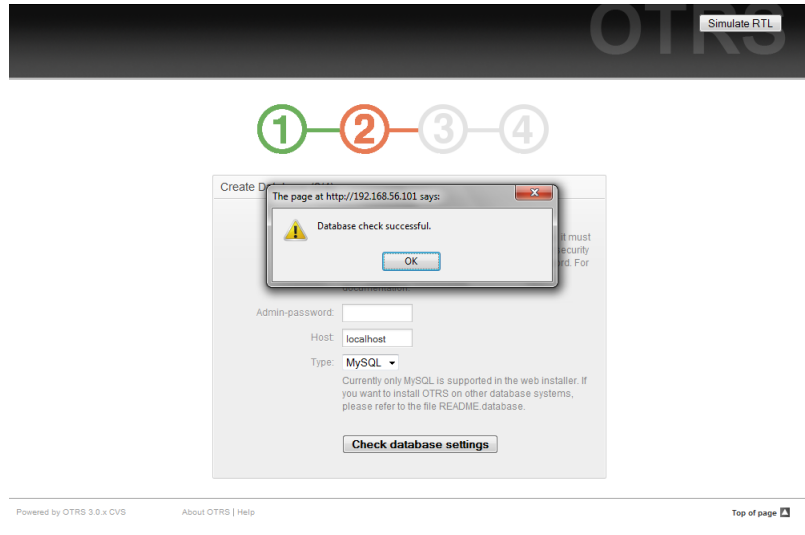 OTRS
Simulate RTL
1 2 3 4
Create D
The page at http://192.168.56.101 says:
x
Database check successful.
OK
it must
ecurity
rd. For
documentation.
Admin-password:
Host: localhost
Type: MySQL
Currently only MySQL is supported in the web installer. If
you want to install OTRS on other database systems,
please refer to the file README.database.
Check database settings
Powered by OTRS 3.0.x CVS About OTRS | Help Top of page